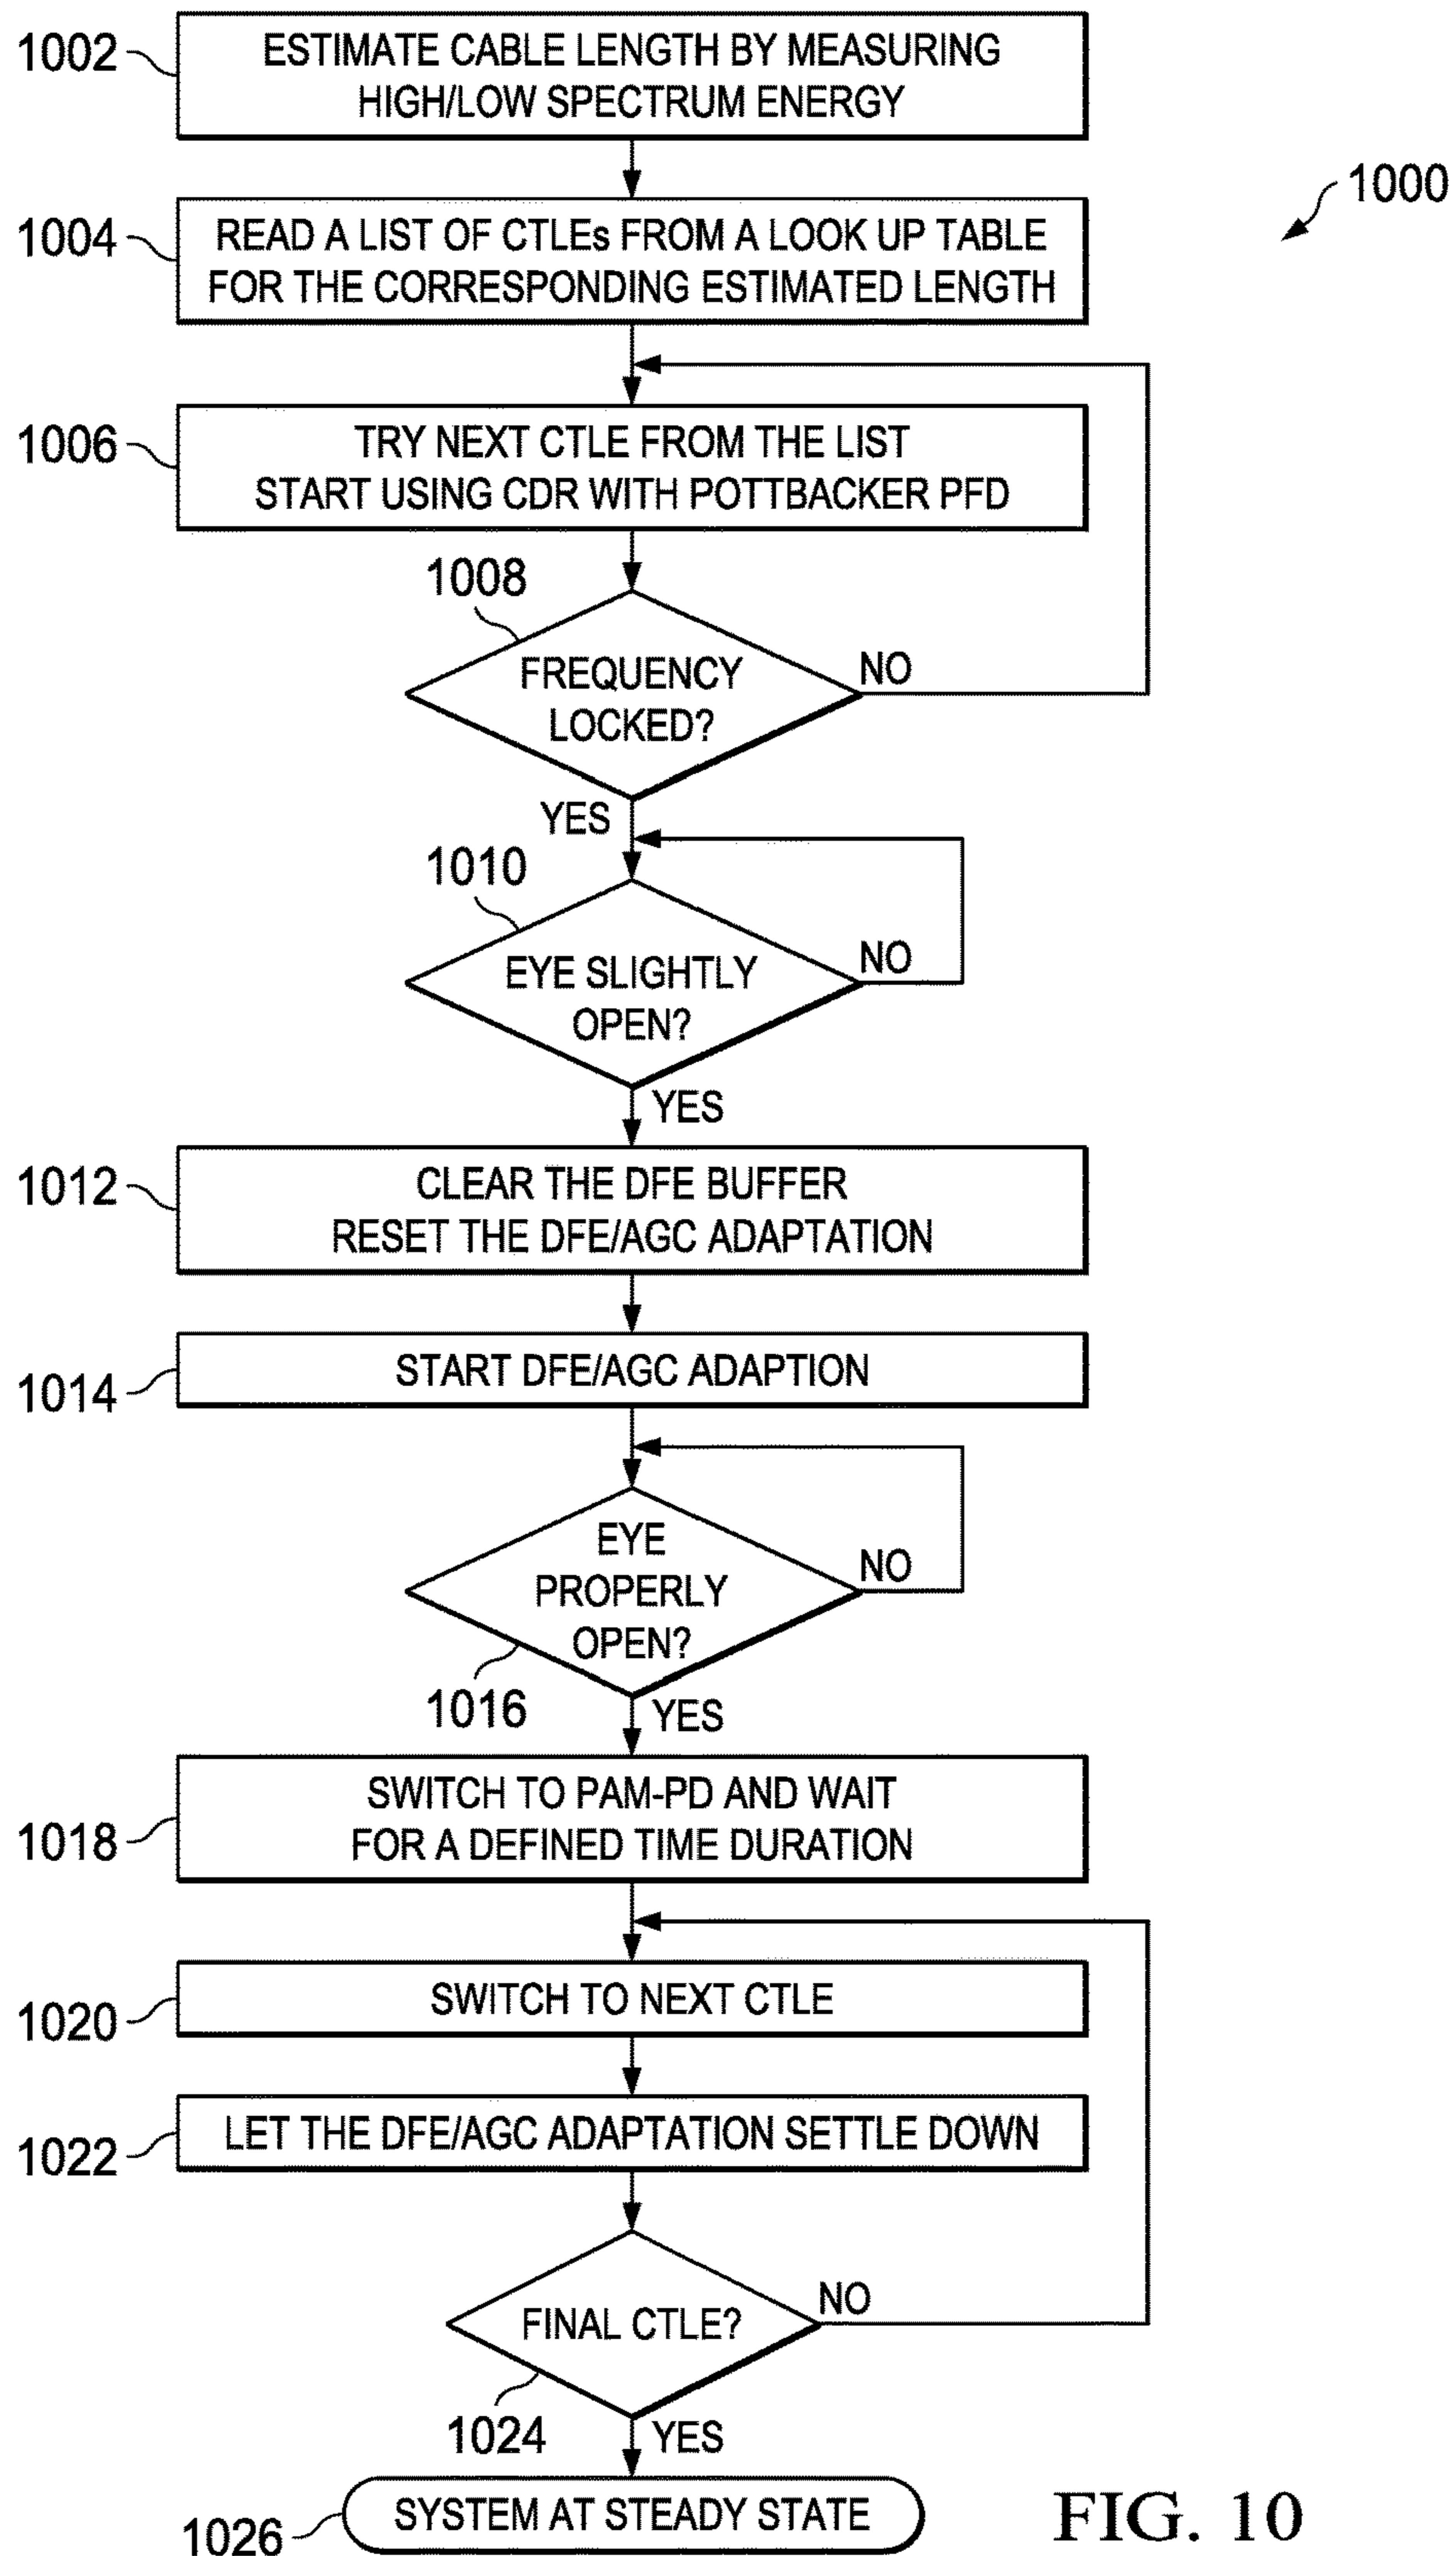 1002
ESTIMATE CABLE LENGTH BY MEASURING
HIGH/LOW SPECTRUM ENERGY
1000
1004
READ A LIST OF CTLEs FROM A LOOK UP TABLE
FOR THE CORRESPONDING ESTIMATED LENGTH
1006
TRY NEXT CTLE FROM THE LIST
START USING CDR WITH POTTBACKER PFD
1008
FREQUENCY
LOCKED?
NO
YES
1010
EYE SLIGHTLY
OPEN?
NO
YES
1012
CLEAR THE DFE BUFFER
RESET THE DFE/AGC ADAPTATION
1014
START DFE/AGC ADAPTION
EYE
PROPERLY
OPEN?
NO
1016
YES
1018
SWITCH TO PAM-PD AND WAIT
FOR A DEFINED TIME DURATION
1020
SWITCH TO NEXT CTLE
1022
LET THE DFE/AGC ADAPTATION SETTLE DOWN
FINAL CTLE?
NO
1024
YES
1026
SYSTEM AT STEADY STATE
FIG. 10